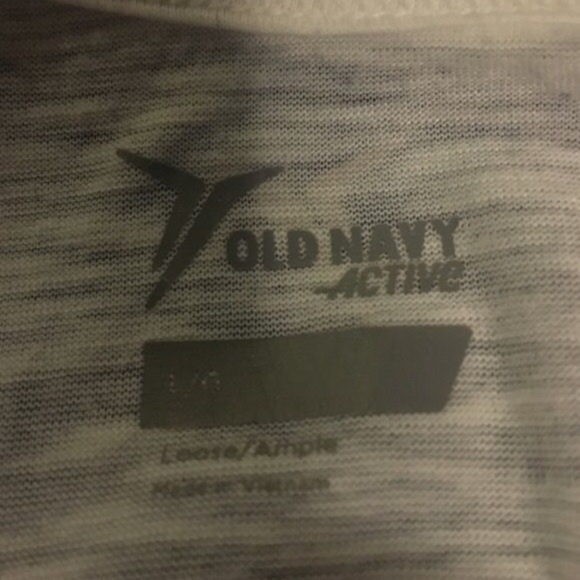 OLD NAVY
ACTIVE
L/G
Loose/Ample
Made in Vietnam